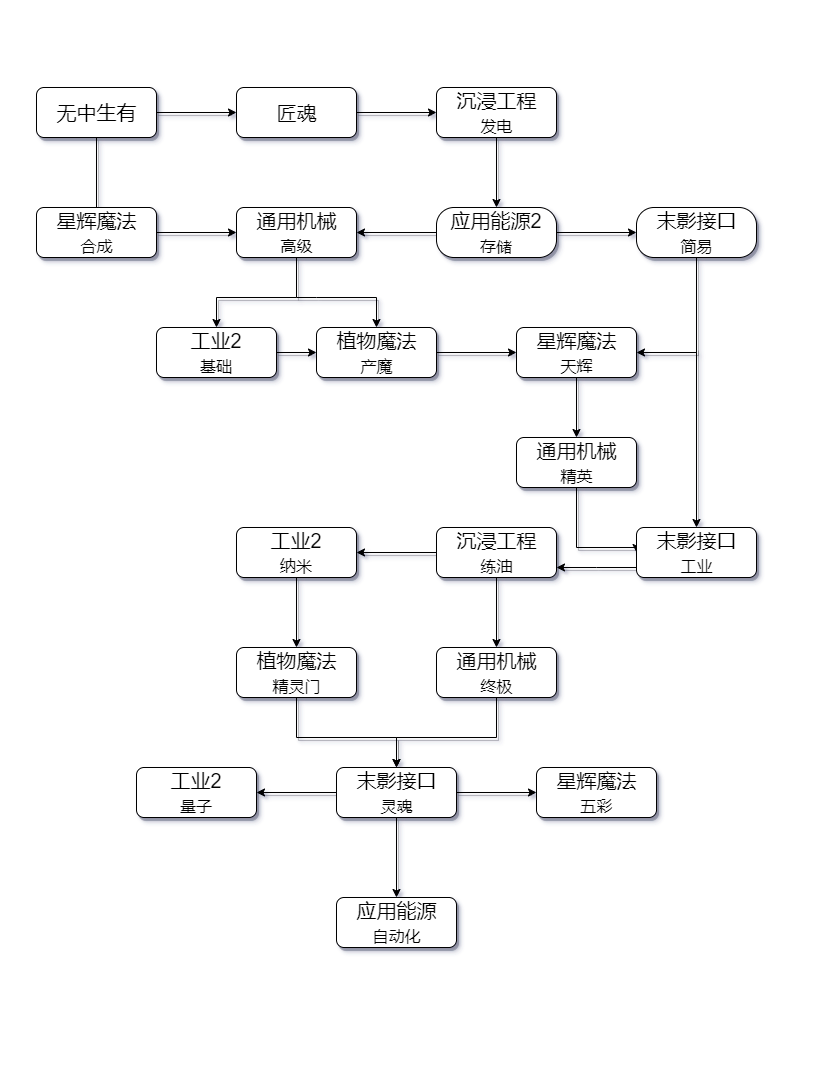 无中生有
匠魂
沉浸工程
发电
星辉魔法
合成
通用机械
高级
应用能源2
存储
末影接口
简易
工业2
基础
植物魔法
产魔
星辉魔法
天辉
通用机械
精英
工业2
纳米
沉浸工程
练油
末影接口
工业
植物魔法
精灵门
通用机械
终极
工业2
量子
末影接口
灵魂
星辉魔法
五彩
应用能源
自动化